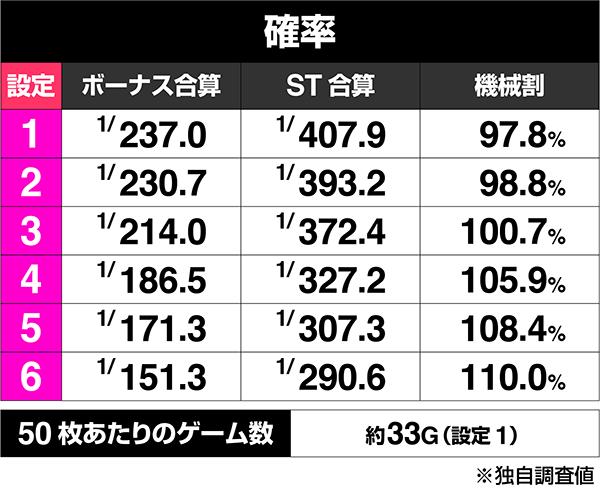 確率
設定 ボーナス合算 ST合算 機械割
1 1/237.0 1/407.9 97.8%
2 1/230.7 1/393.2 98.8%
3 1/214.0 1/372.4 100.7%
4 1/186.5 1/327.2 105.9%
5 1/171.3 1/307.3 108.4%
6 1/151.3 1/290.6 110.0%
50枚あたりのゲーム数 約33G(設定1)
※独自調査値